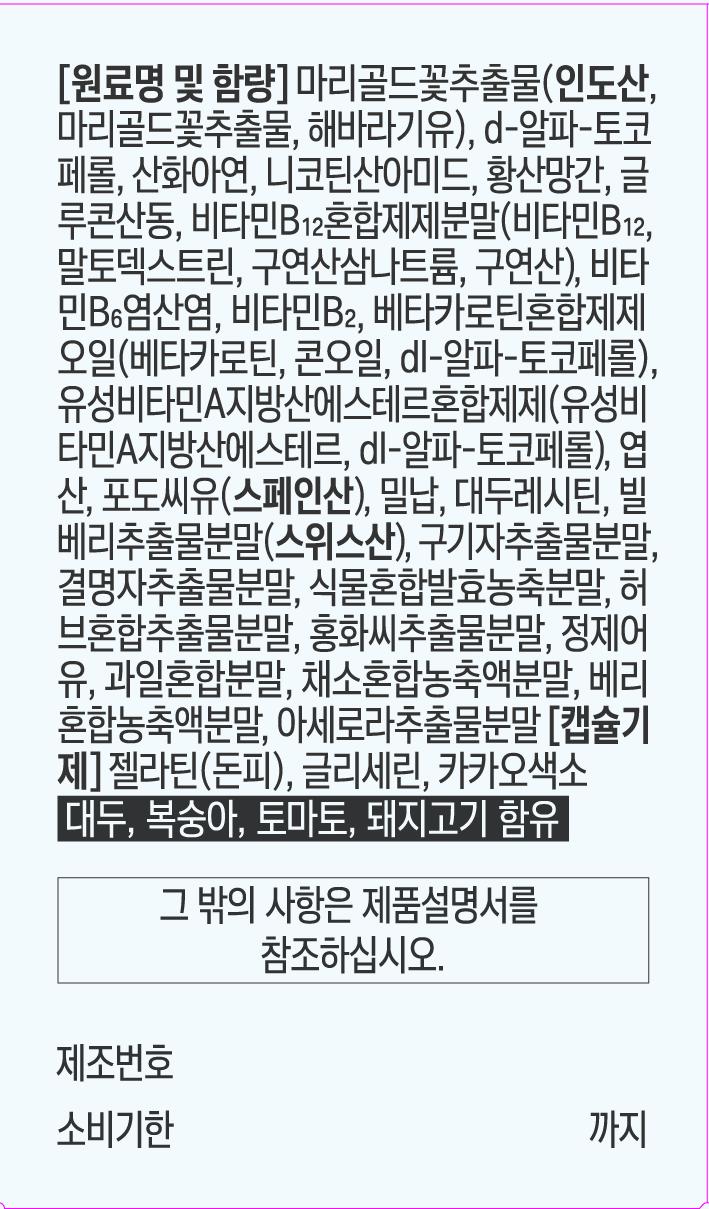 [원료명 및 함량] 마리골드꽃추출물(인도산,
마리골드꽃추출물, 해바라기유), d-알파-토코
페롤, 산화아연, 니코틴산아미드, 황산망간, 글
루콘산동, 비타민B12혼합제제분말(비타민B12,
말토덱스트린, 구연산삼나트륨, 구연산), 비타
민B6염산염, 비타민B2, 베타카로틴혼합제제
오일(베타카로틴, 콘오일, dl-알파-토코페롤),
유성비타민A지방산에스테르혼합제제(유성비
타민A지방산에스테르, dl-알파-토코페롤), 엽
산, 포도씨유(스페인산), 밀납, 대두레시틴, 빌
베리추출물분말(스위스산), 구기자추출물분말,
결명자추출물분말, 식물혼합발효농축분말, 허
브혼합추출물분말, 홍화씨추출물분말, 정제어
유, 과일혼합분말, 채소혼합농축액분말, 베리
혼합농축액분말, 아세로라추출물분말 [캡슐기
제] 젤라틴(돈피), 글리세린, 카카오색소
대두, 복숭아, 토마토, 돼지고기 함유
그 밖의 사항은 제품설명서를
참조하십시오.
제조번호
소비기한 까지